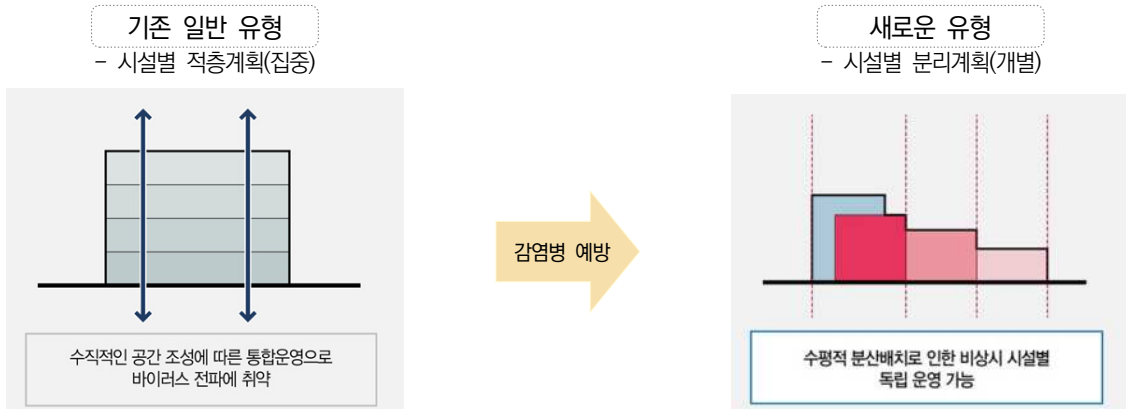 기존 일반 유형
- 시설별 적층계획(집중)
수직적인 공간 조성에 따른 통합운영으로
바이러스 전파에 취약
감염병 예방
새로운 유형
- 시설별 분리계획(개별)
수평적 분산배치로 인한 비상시 시설별
독립 운영 가능